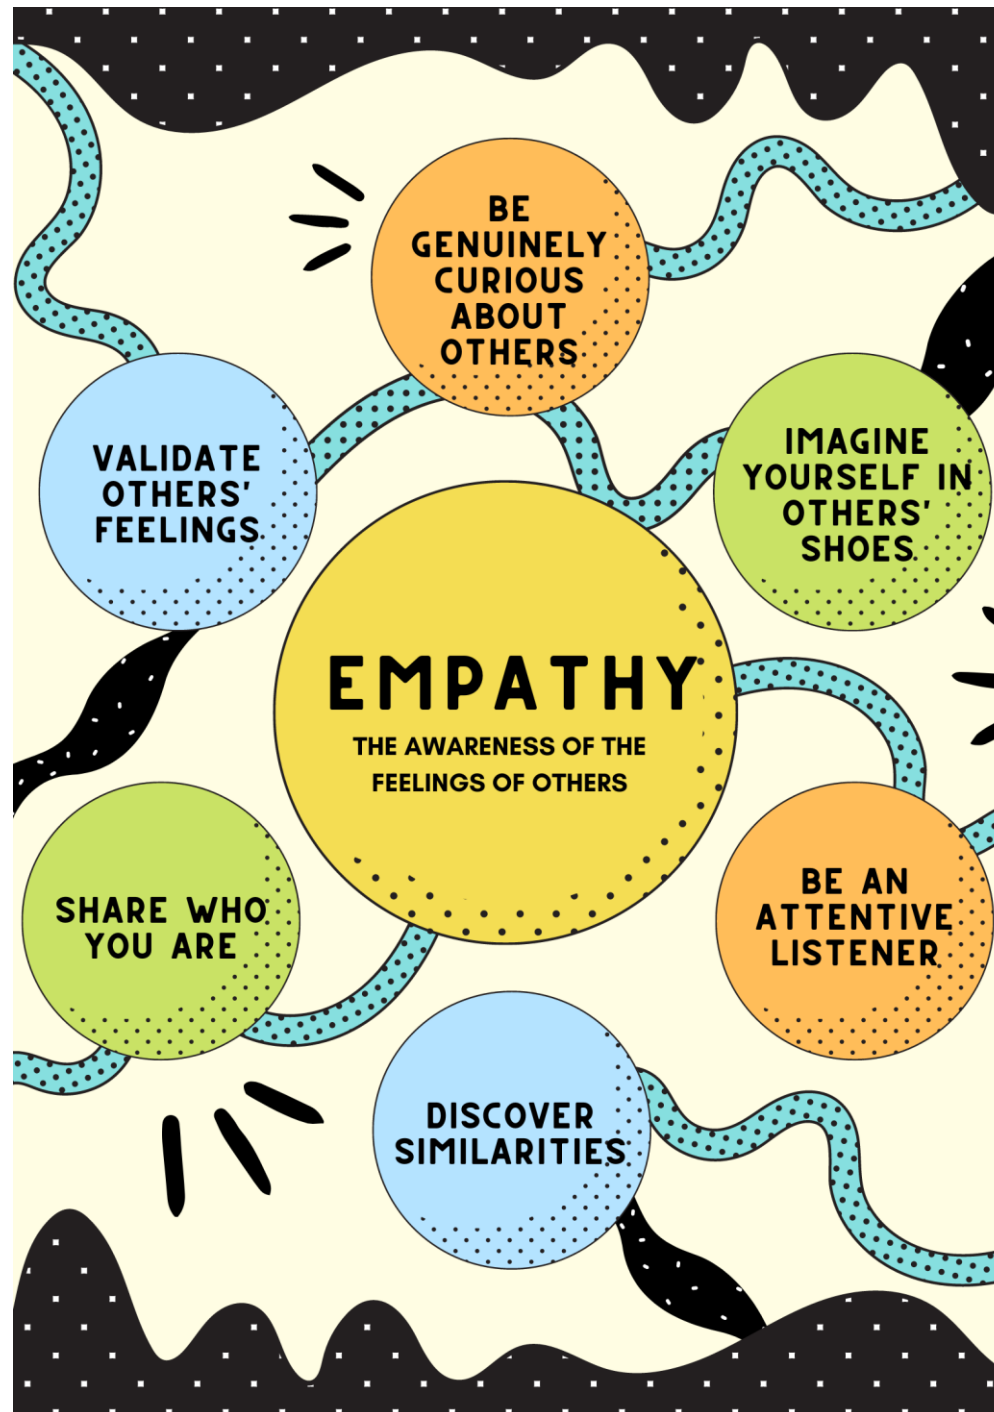 BE
GENUINELY
CURIOUS
ABOUT
OTHERS
VALIDATE
OTHERS'
FEELINGS
IMAGINE
YOURSELF IN
OTHERS'
SHOES
EMPATHY
THE AWARENESS OF THE
FEELINGS OF OTHERS
SHARE WHO
YOU ARE
BE AN
ATTENTIVE
LISTENER
DISCOVER
SIMILARITIES